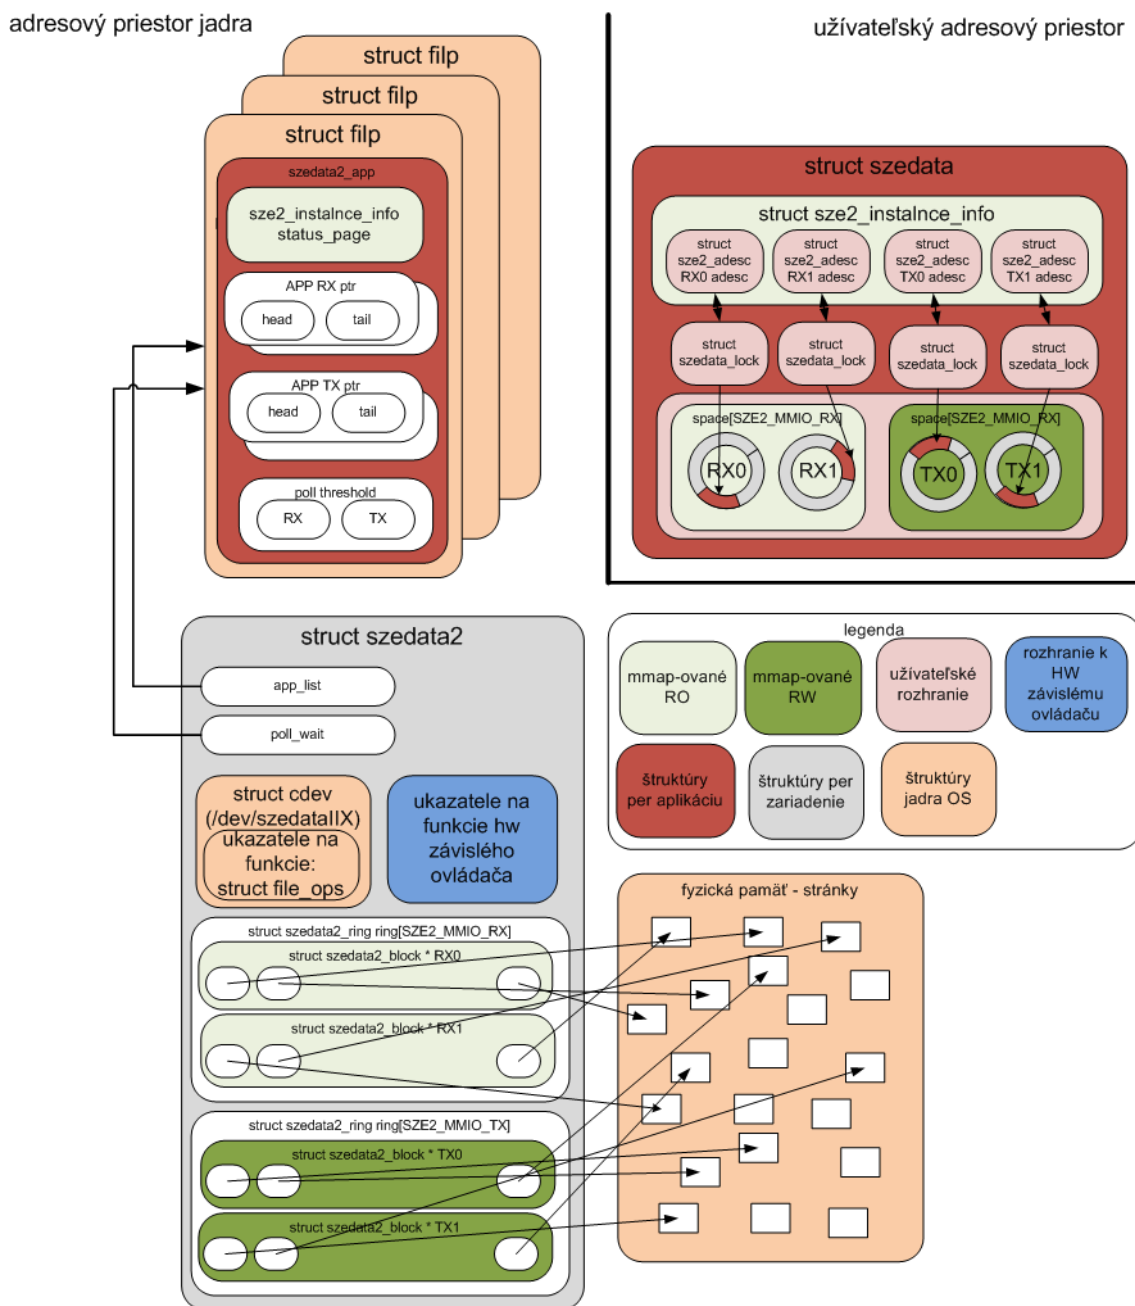 adresový priestor jadra
užívateľský adresový priestor
struct filp
struct filp
struct filp
szedata2_app
sze2_instalnce_info
status_page
APP RX ptr
head
tail
APP TX ptr
head
tail
poll threshold
RX
TX
struct szedata
struct sze2_instalnce_info
struct
sze2_adesc
RX0 adesc
struct
sze2_adesc
RX1 adesc
struct
sze2_adesc
TX0 adesc
struct
sze2_adesc
TX1 adesc
struct
szedata_lock
struct
szedata_lock
struct
szedata_lock
struct
szedata_lock
space[SZE2_MMIO_RX]
RX0
RX1
space[SZE2_MMIO_RX]
TX0
TX1
struct szedata2
app_list
poll_wait
struct cdev
(/dev/szedataIIX)
ukazatele na
funkcie:
struct file_ops
ukazatele na
funkcie hw
závislého
ovládača
struct szedata2_ring ring[SZE2_MMIO_RX]
struct szedata2_block * RX0
struct szedata2_block * RX1
struct szedata2_ring ring[SZE2_MMIO_TX]
struct szedata2_block * TX0
struct szedata2_block * TX1
legenda
mmap-ované
RO
mmap-ované
RW
užívateľské
rozhranie
rozhranie k
HW
závislému
ovládaču
štruktúry
per aplikáciu
štruktúry per
zariadenie
štruktúry
jadra OS
fyzická pamäť - stránky